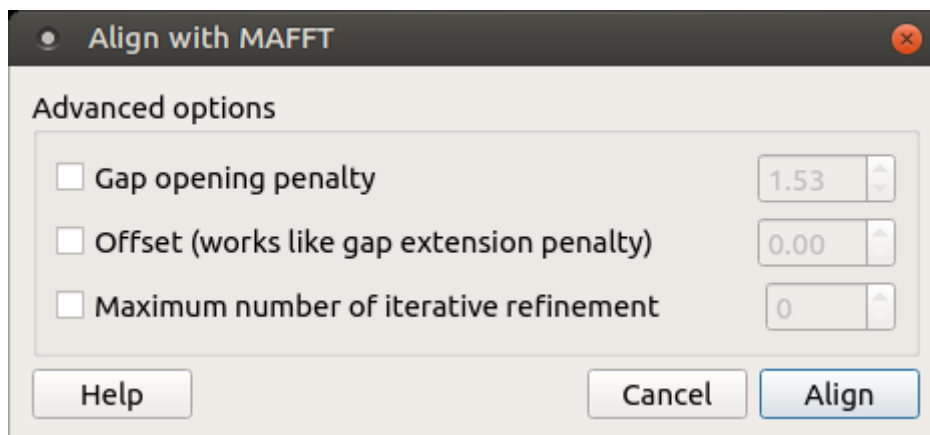 Align with MAFFT
Advanced options
Gap opening penalty 1.53
Offset (works like gap extension penalty) 0.00
Maximum number of iterative refinement 0
Help Cancel Align